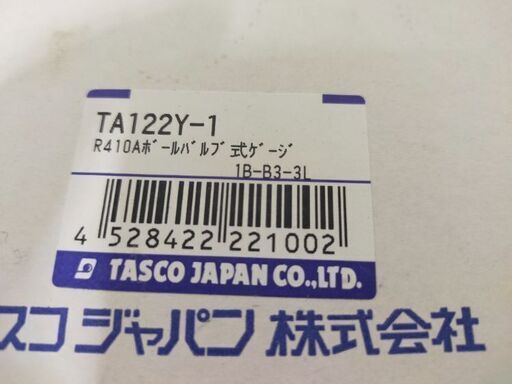 TA122Y-1
R410Aﾎﾞｰﾙﾊﾞﾙﾌﾞ式ｹﾞｰｼﾞ
1B-B3-3L
4 528422 221002
TASCO JAPAN CO.,LTD.
スコジャパン株式会社